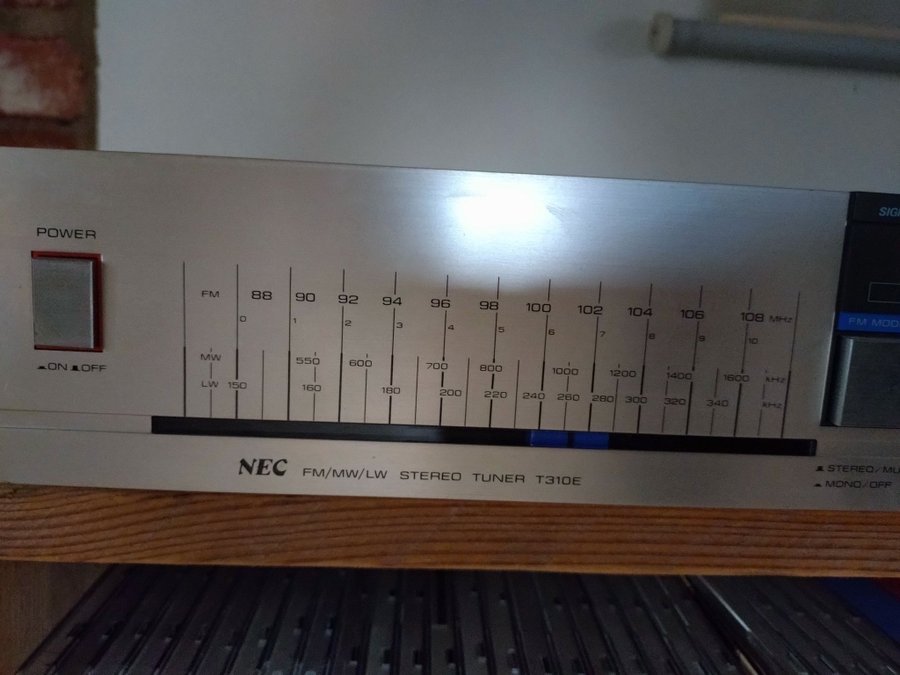 POWER
ON OFF
FM 88 90 92 94 96 98 100 102 104 106 108 MHz
0 1 2 3 4 5 6 7 8 9 10
MW 550 600 700 800 1000 1200 1400 1600 kHz
LW 150 160 180 200 220 240 260 280 300 320 340 kHz
NEC FM/MW/LW STEREO TUNER T310E
SIG
FM MOD
STEREO/MU
MONO/OFF